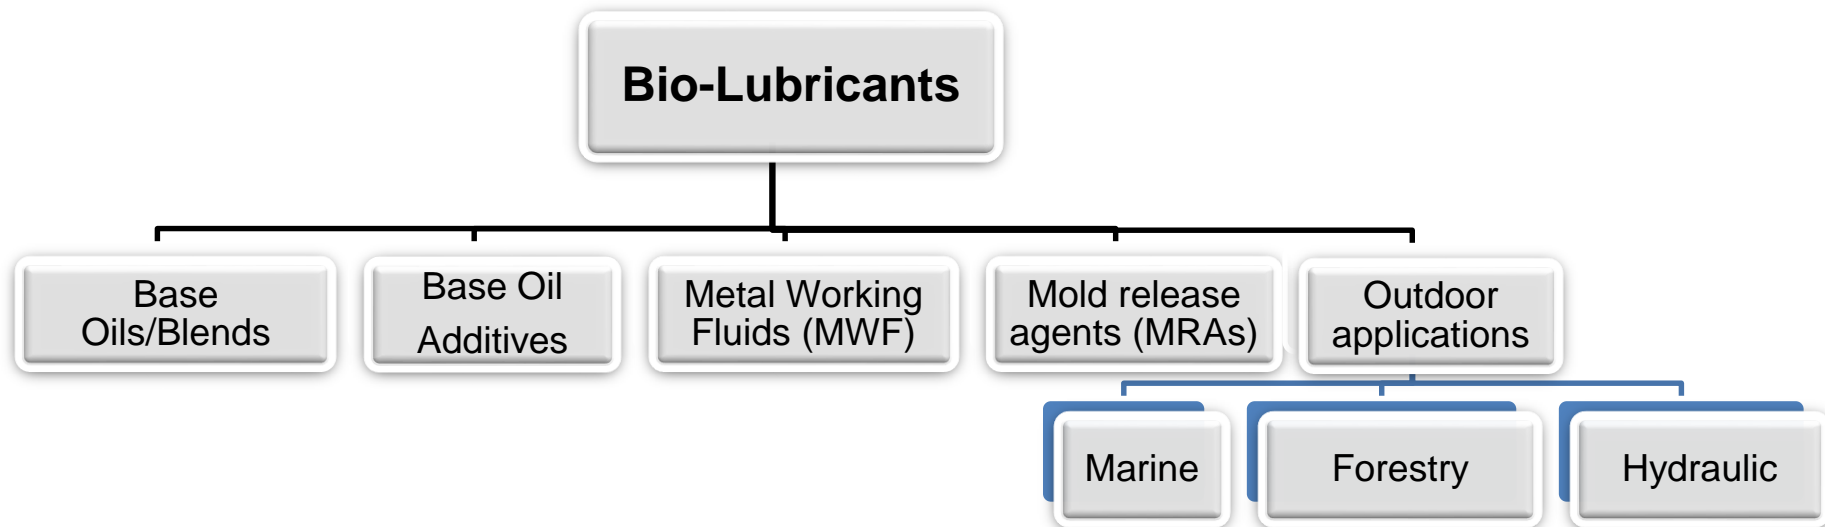 Bio-Lubricants
Base
Oils/Blends
Base Oil
Additives
Metal Working
Fluids (MWF)
Mold release
agents (MRAs)
Outdoor
applications
Marine
Forestry
Hydraulic